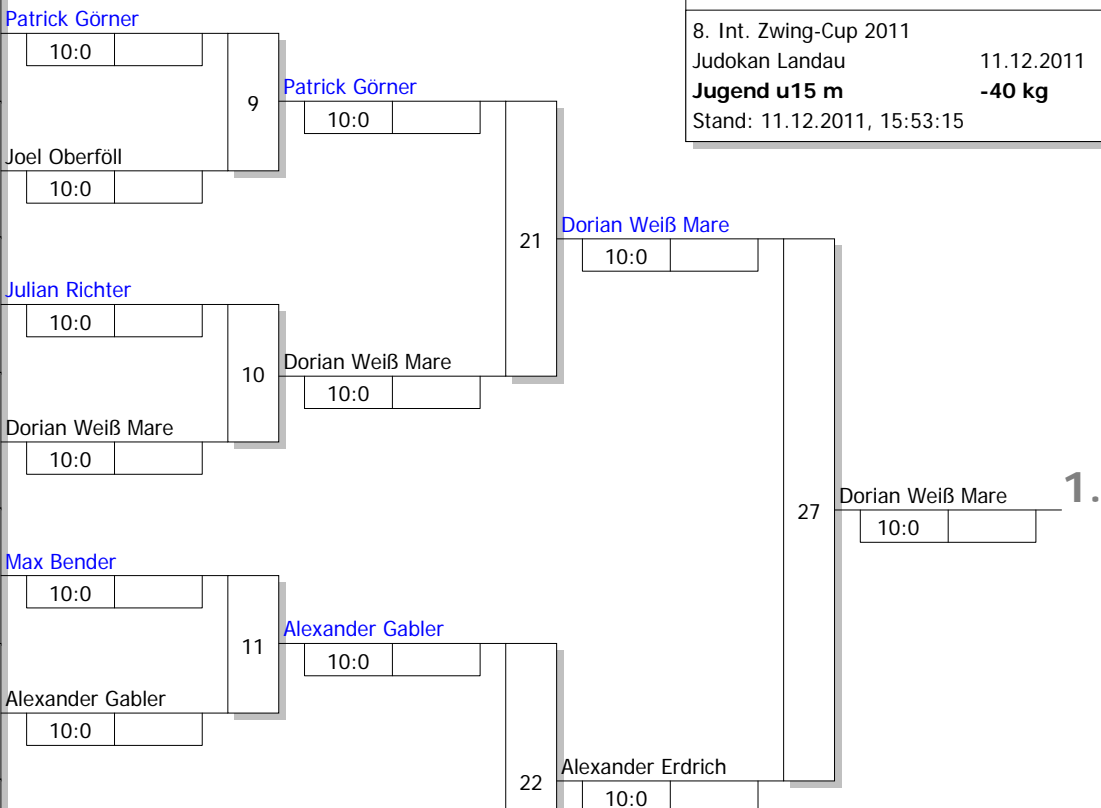 8. Int. Zwing-Cup 2011
Judokan Landau 11.12.2011
Jugend u15 m -40 kg
Stand: 11.12.2011, 15:53:15
Patrick Görner
10:0
9
Joel Oberföll
10:0
Patrick Görner
10:0
21
Julian Richter
10:0
10
Dorian Weiß Mare
10:0
Dorian Weiß Mare
10:0
Dorian Weiß Mare
10:0
27
Dorian Weiß Mare 1.
10:0
Max Bender
10:0
11
Alexander Gabler
10:0
Alexander Gabler
10:0
22
Alexander Erdrich
10:0